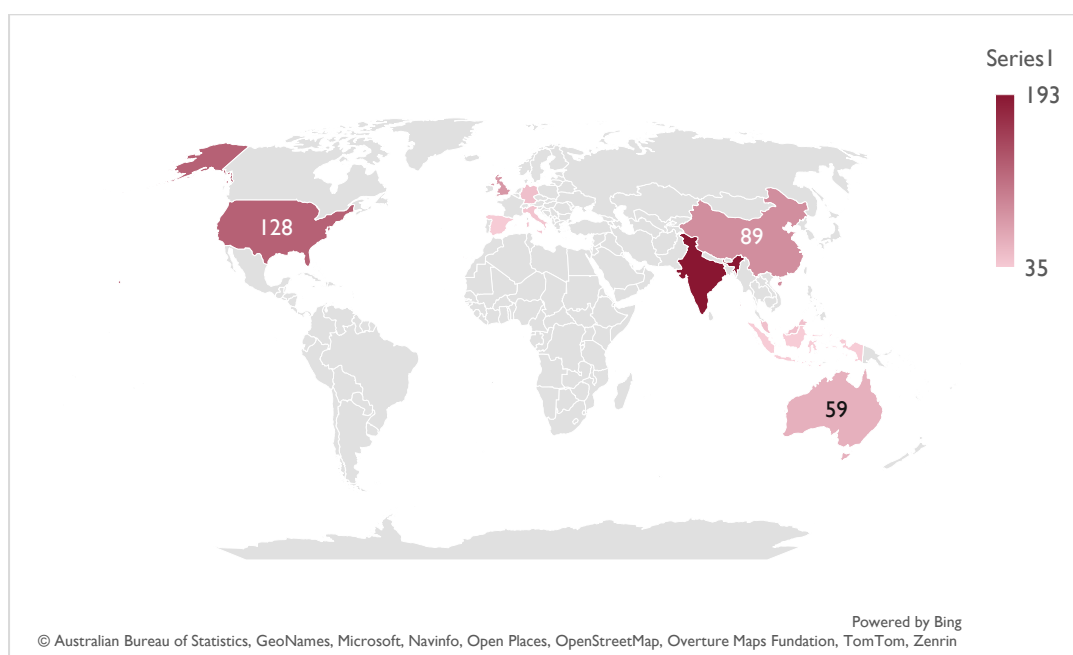 Series1
193
128
89
35
59
Powered by Bing
© Australian Bureau of Statistics, GeoNames, Microsoft, Navinfo, Open Places, OpenStreetMap, Overture Maps Fundation, TomTom, Zenrin